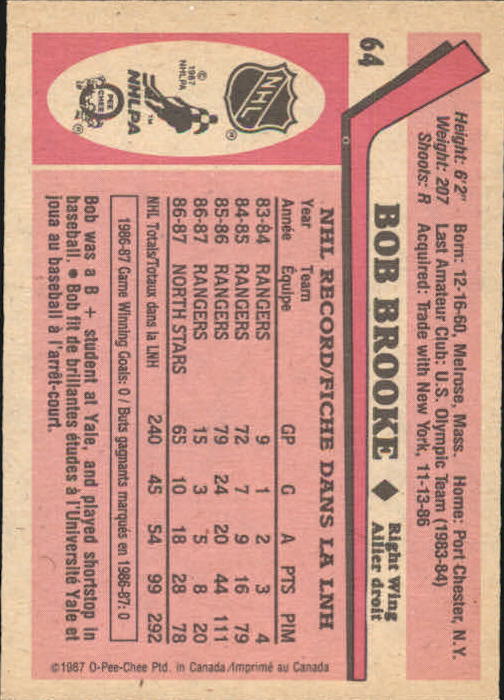 64
Height: 6'2" Born: 12-16-60, Melrose, Mass. Home: Port Chester, N.Y.
Weight: 207 Last Amateur Club: U.S. Olympic Team (1983-84)
Shoots: R Acquired: Trade with New York, 11-13-86
BOB BROOKE ◆ Right Wing
Ailier droit
NHL RECORD/FICHE DANS LA LNH
Year Team GP G A PTS PIM
Année Équipe
83-84 RANGERS 9 1 2 3 4
84-85 RANGERS 72 7 9 16 79
85-86 RANGERS 79 24 20 44 111
86-87 RANGERS 15 3 5 8 20
86-87 NORTH STARS 65 10 18 28 78
NHL Totals/Totaux dans la LNH 240 45 54 99 292
1986-87 Game Winning Goals: 0 / Buts gagnants marqués en 1986-87: 0
Bob was a B + student at Yale, and played shortstop in
baseball. ● Bob fit de brillantes études à l'Université Yale et
joua au baseball à l'arrêt-court.
NHL
®
©
1987
NHLPA
NHLPA
™
O
PEE
CHEE
®
©1987 O-Pee-Chee Ptd. in Canada/Imprimé au Canada